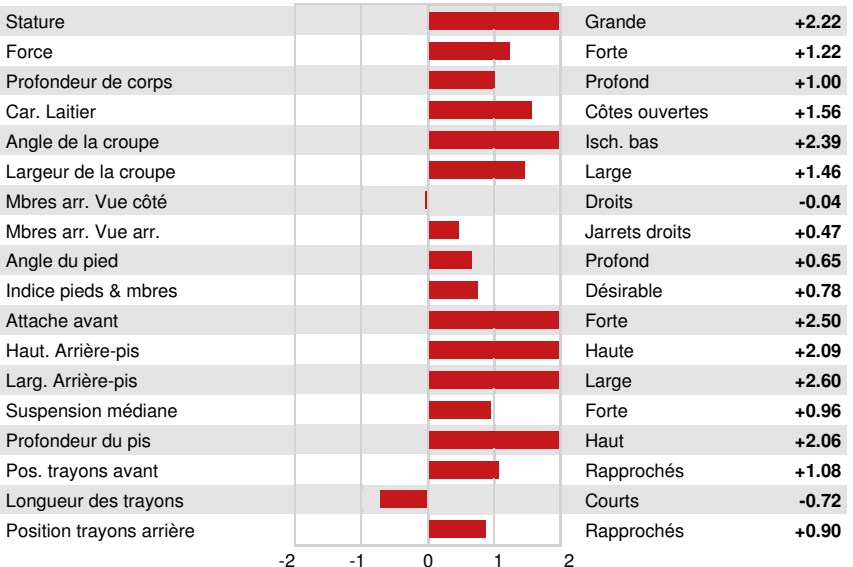 Stature Grande +2.22
Force Forte +1.22
Profondeur de corps Profond +1.00
Car. Laitier Côtes ouvertes +1.56
Angle de la croupe Isch. bas +2.39
Largeur de la croupe Large +1.46
Mbres arr. Vue côté Droits -0.04
Mbres arr. Vue arr. Jarrets droits +0.47
Angle du pied Profond +0.65
Indice pieds & mbres Désirable +0.78
Attache avant Forte +2.50
Haut. Arrière-pis Haute +2.09
Larg. Arrière-pis Large +2.60
Suspension médiane Forte +0.96
Profondeur du pis Haut +2.06
Pos. trayons avant Rapprochés +1.08
Longueur des trayons Courts -0.72
Position trayons arrière Rapprochés +0.90
-2 -1 0 1 2